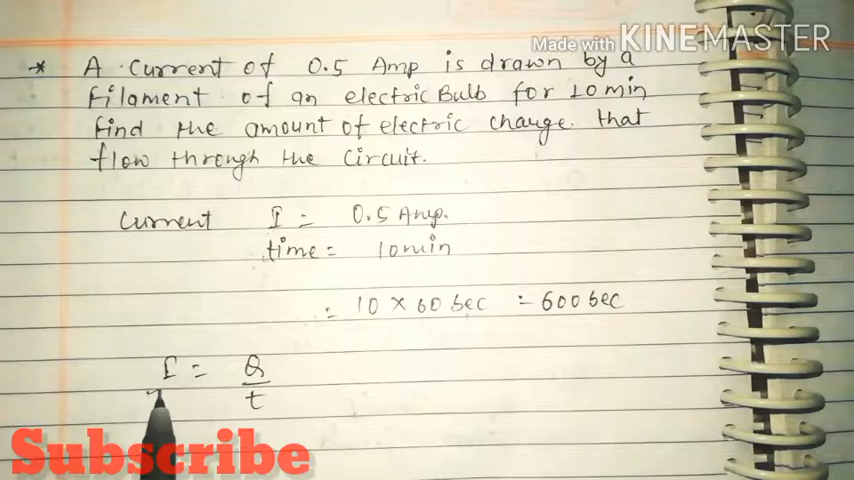 Made with KINEMASTER
* A Current of 0.5 Amp is drawn by a
Filament of an electric Bulb for 10 min
find the amount of electric charge. that
flow through the Circuit.
Current I = 0.5 Amp.
time = 10 min
= 10 × 60 Sec = 600 Sec
I = Q
t
Subscribe